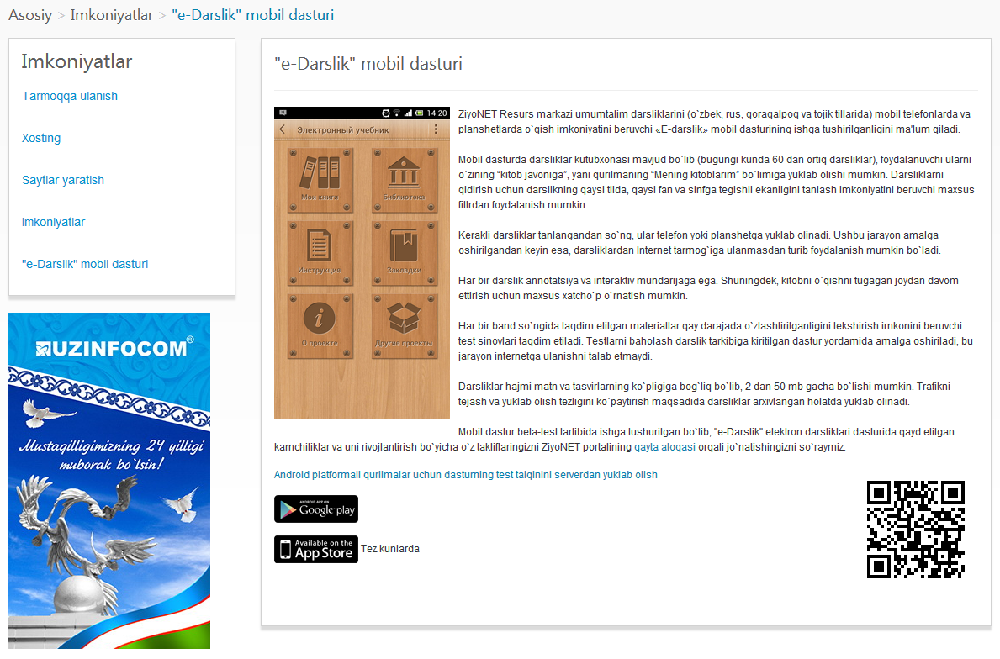 Asosiy > Imkoniyatlar > "e-Darslik" mobil dasturi
Imkoniyatlar
Tarmoqqa ulanish
Xosting
Saytlar yaratish
Imkoniyatlar
"e-Darslik" mobil dasturi
UZINFOCOM®
Mustaqilligimizning 24 yilligi
muborak bo`lsin!
"e-Darslik" mobil dasturi
14:20
Электронный учебник
Мои книги
Библиотека
Инструкция
Закладки
О проекте
Другие проекты
ZiyoNET Resurs markazi umumtalim darsliklarini (o`zbek, rus, qoraqalpoq va tojik tillarida) mobil telefonlarda va
planshetlarda o`qish imkoniyatini beruvchi «E-darslik» mobil dasturining ishga tushirilganligini ma'lum qiladi.
Mobil dasturda darsliklar kutubxonasi mavjud bo`lib (bugungi kunda 60 dan ortiq darsliklar), foydalanuvchi ularni
o`zining “kitob javoniga”, yani qurilmaning “Mening kitoblarim” bo`limiga yuklab olishi mumkin. Darsliklarni
qidirish uchun darslikning qaysi tilda, qaysi fan va sinfga tegishli ekanligini tanlash imkoniyatini beruvchi maxsus
filtrdan foydalanish mumkin.
Kerakli darsliklar tanlangandan so`ng, ular telefon yoki planshetga yuklab olinadi. Ushbu jarayon amalga
oshirilgandan keyin esa, darsliklardan Internet tarmog`iga ulanmasdan turib foydalanish mumkin bo`ladi.
Har bir darslik annotatsiya va interaktiv mundarijaga ega. Shuningdek, kitobni o`qishni tugagan joydan davom
ettirish uchun maxsus xatcho`p o`rnatish mumkin.
Har bir band so`ngida taqdim etilgan materiallar qay darajada o`zlashtirilganligini tekshirish imkonini beruvchi
test sinovlari taqdim etiladi. Testlarni baholash darslik tarkibiga kiritilgan dastur yordamida amalga oshiriladi, bu
jarayon internetga ulanishni talab etmaydi.
Darsliklar hajmi matn va tasvirlarning ko`pligiga bog`liq bo`lib, 2 dan 50 mb gacha bo`lishi mumkin. Trafikni
tejash va yuklab olish tezligini ko`paytirish maqsadida darsliklar arxivlangan holatda yuklab olinadi.
Mobil dastur beta-test tartibida ishga tushurilgan bo`lib, "e-Darslik" elektron darsliklari dasturida qayd etilgan
kamchiliklar va uni rivojlantirish bo`yicha o`z takliflaringizni ZiyoNET portalining qayta aloqasi orqali jo`natishingizni so`raymiz.
Android platformali qurilmalar uchun dasturning test talqinini serverdan yuklab olish
ANDROID APP ON
Google play
Available on the
App Store Tez kunlarda